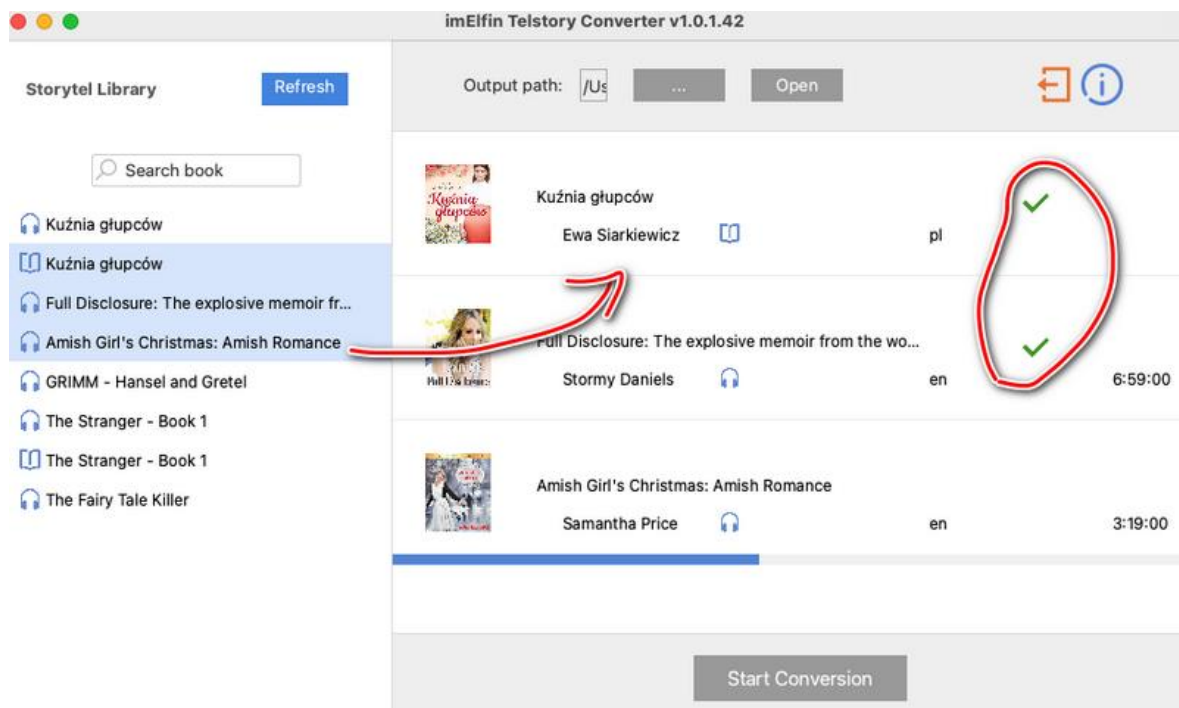 imElfin Telstory Converter v1.0.1.42
Storytel Library
Refresh
Search book
Kuźnia głupców
Kuźnia głupców
Full Disclosure: The explosive memoir fr...
Amish Girl's Christmas: Amish Romance
GRIMM - Hansel and Gretel
The Stranger - Book 1
The Stranger - Book 1
The Fairy Tale Killer
Output path: /Us ... Open
Kuźnia głupców
Kuźnia głupców
Ewa Siarkiewicz pl
Full Disclosure: The explosive memoir from the wo...
Stormy Daniels en 6:59:00
Amish Girl's Christmas: Amish Romance
Samantha Price en 3:19:00
Start Conversion